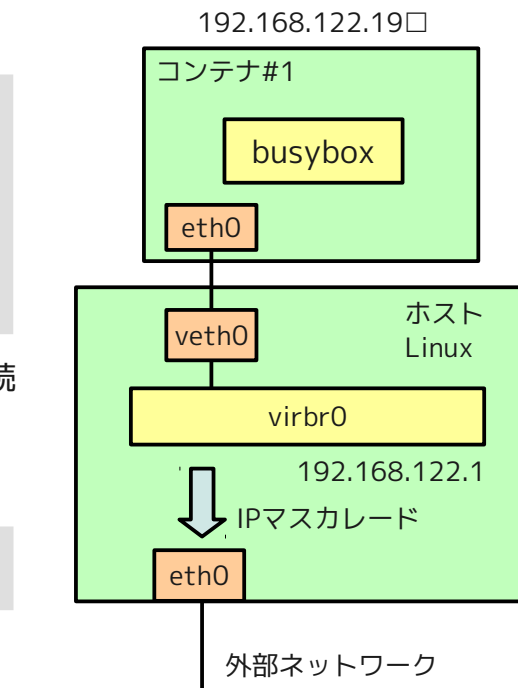 192.168.122.19□
コンテナ#1
busybox
eth0
veth0
ホスト
Linux
続
virbr0
192.168.122.1
IPマスカレード
eth0
外部ネットワーク